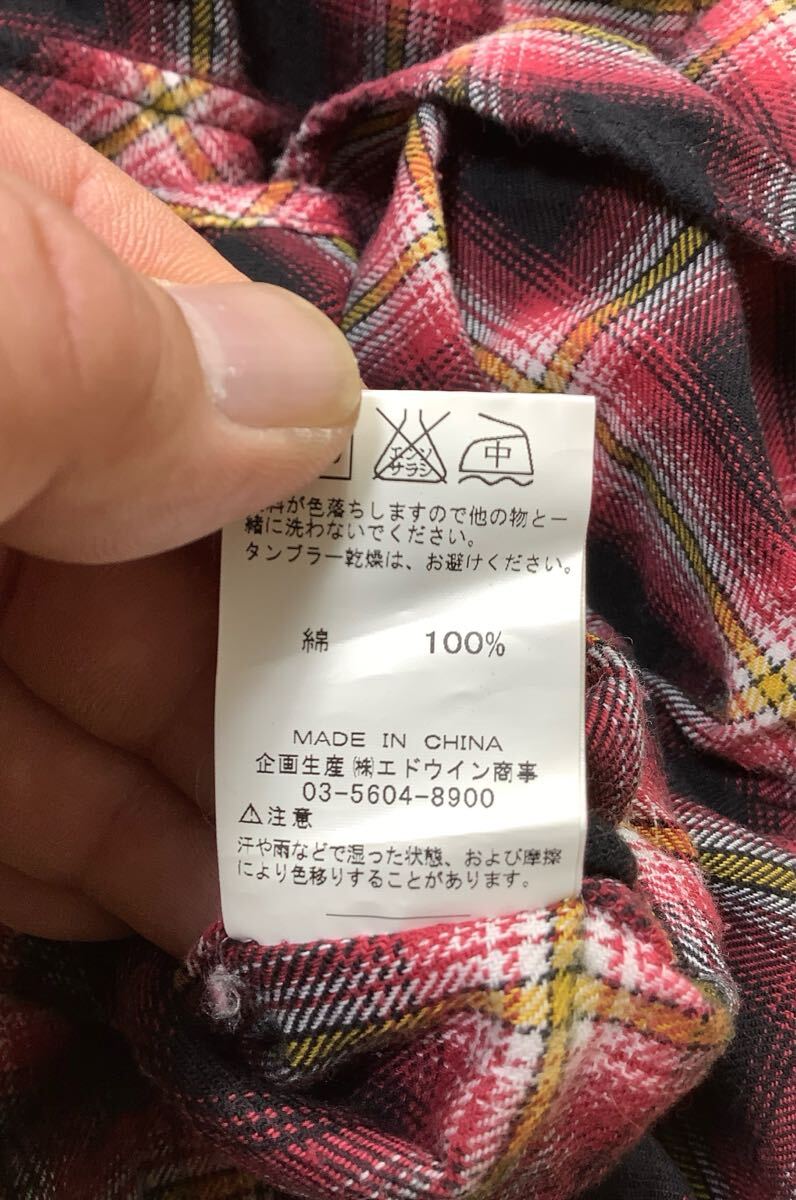 エンソ
サラシ
中
料が色落ちしますので他の物と一
緒に洗わないでください。
タンブラー乾燥は、お避けください。
綿 100%
MADE IN CHINA
企画生産㈱エドウイン商事
03-5604-8900
⚠注意
汗や雨などで湿った状態、および摩擦
により色移りすることがあります。